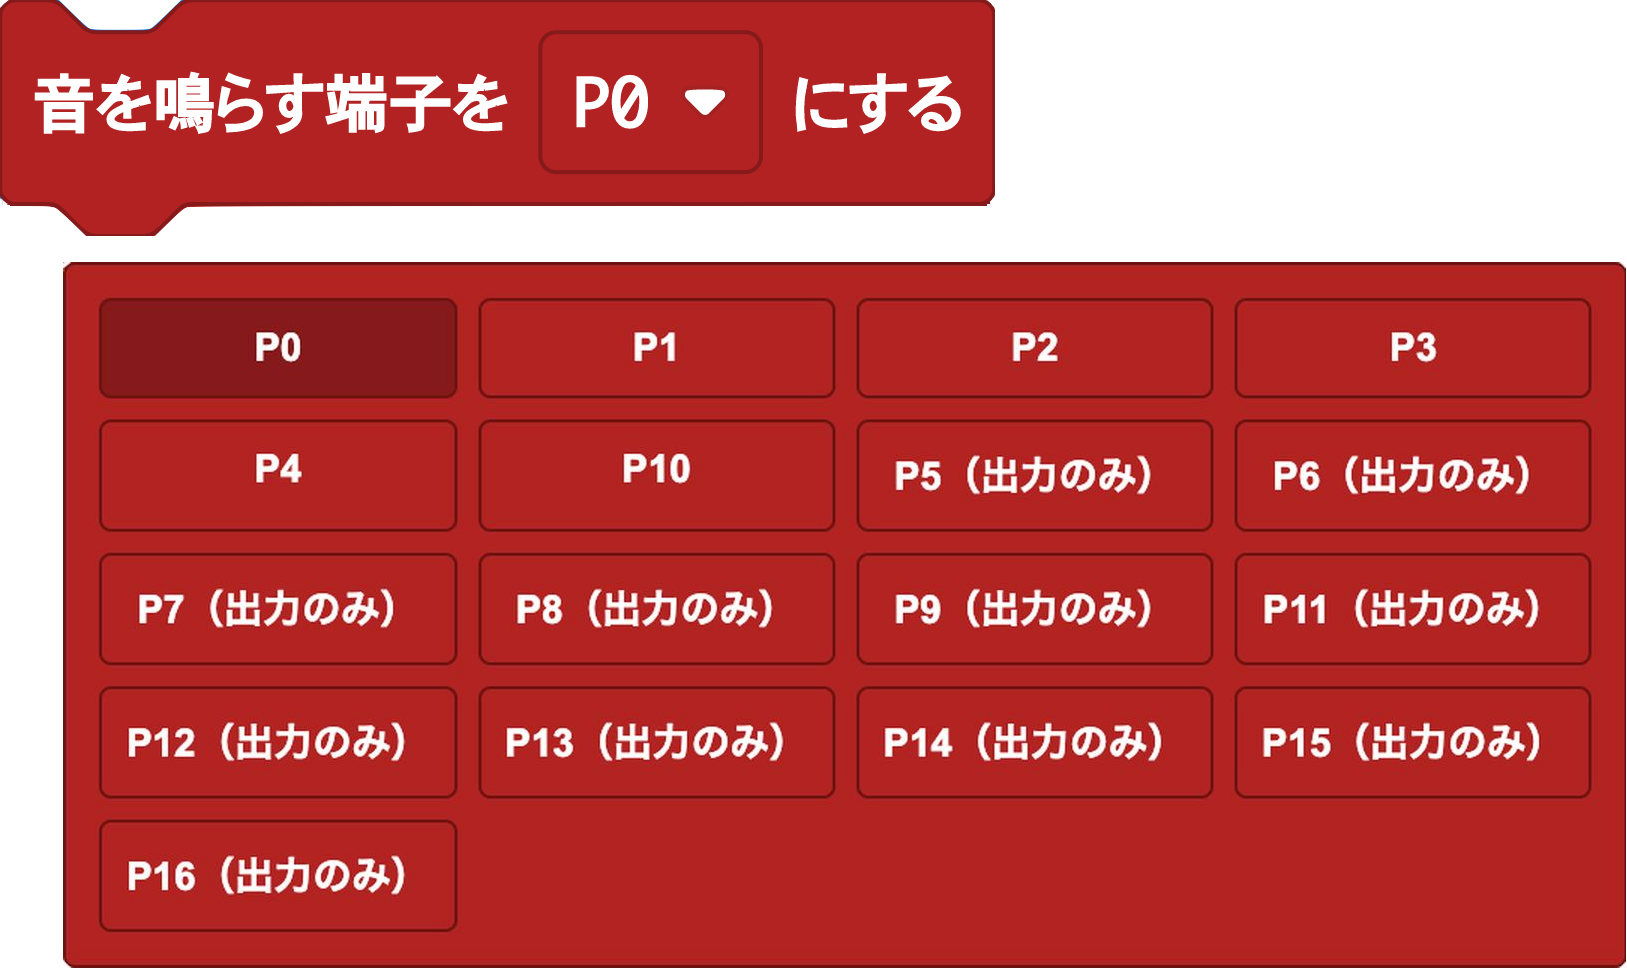 音を鳴らす端子を P0 にする
P0 P1 P2 P3
P4 P10 P5（出力のみ） P6（出力のみ）
P7（出力のみ） P8（出力のみ） P9（出力のみ） P11（出力のみ）
P12（出力のみ） P13（出力のみ） P14（出力のみ） P15（出力のみ）
P16（出力のみ）